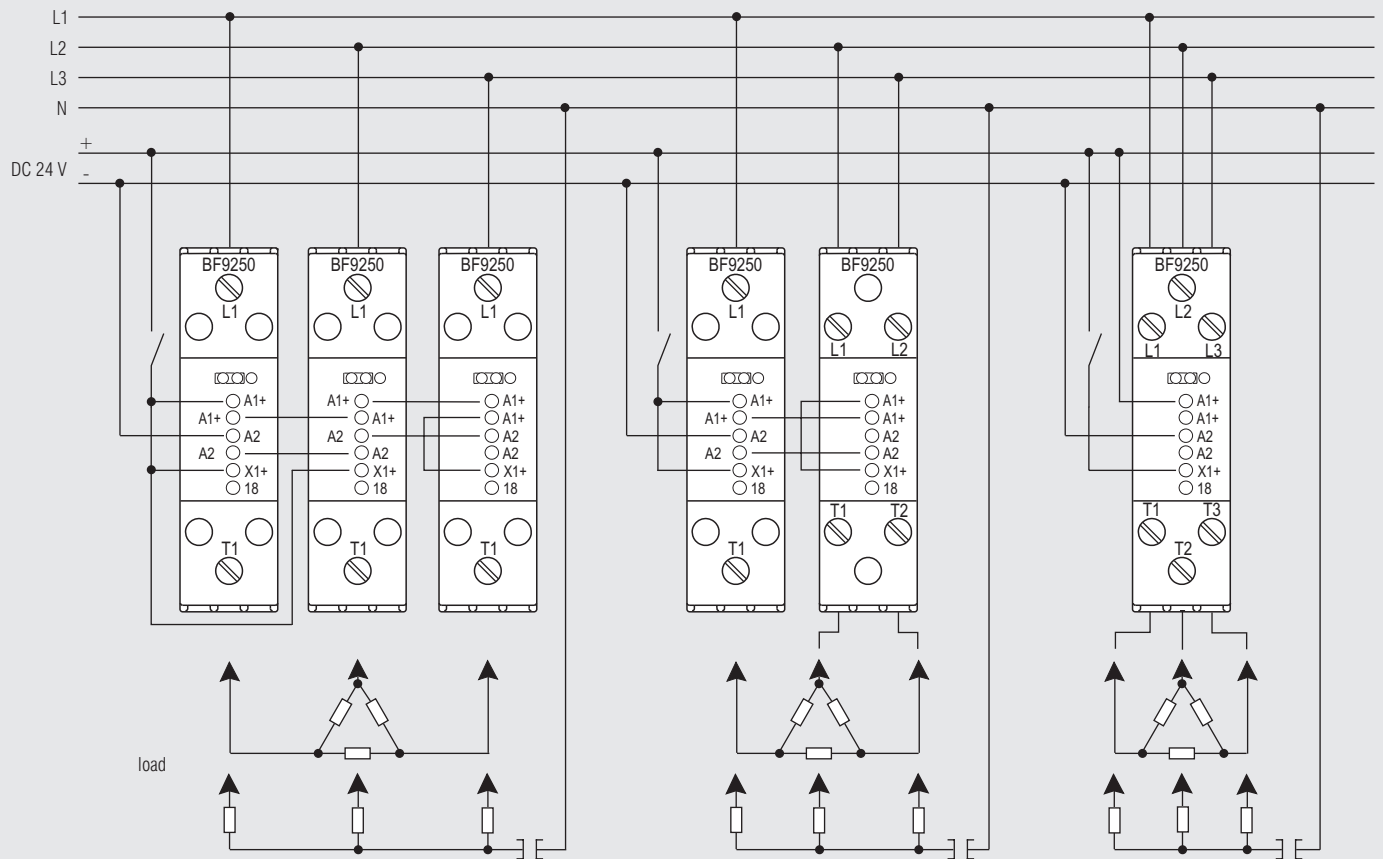 L1
L2
L3
N
+
DC 24 V
-
BF9250 BF9250 BF9250 BF9250 BF9250 BF9250
L1 L1 L1 L1 L2
L1 L2 L1 L3
A1+ A1+ A1+ A1+ A1+ A1+
A1+ A1+ A1+ A1+ A1+
A2 A2 A2 A2 A2 A2
A2 A2 A2 A2 A2
X1+ X1+ X1+ X1+ X1+ X1+
18 18 18 18 18 18
T1 T2 T1 T3
T1 T1 T1 T1 T2
load